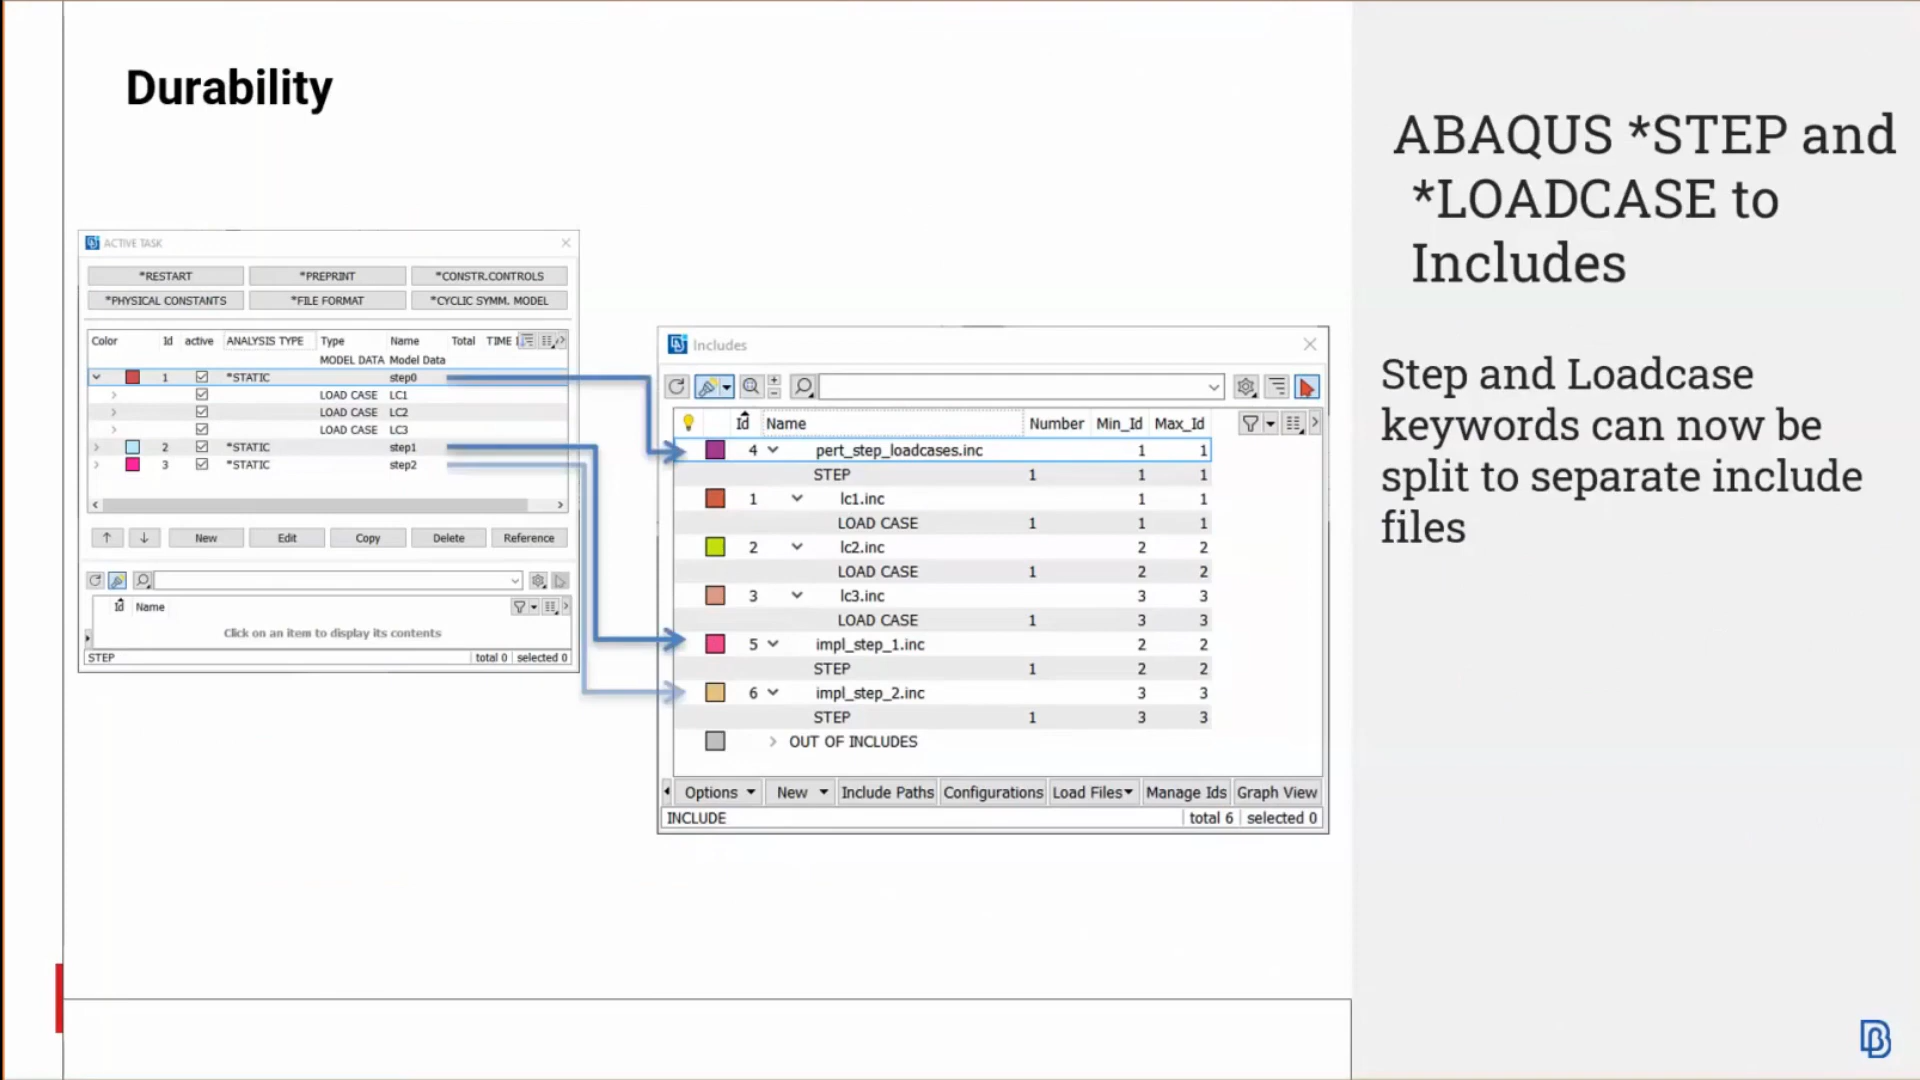 Durability
ACTIVE TASK
*RESTART *PREPRINT *CONSTR.CONTROLS
*PHYSICAL CONSTANTS *FILE FORMAT *CYCLIC SYMM. MODEL
Color Id active ANALYSIS TYPE Type Name Total TIME
MODEL DATA Model Data
1 *STATIC step0
LOAD CASE LC1
LOAD CASE LC2
LOAD CASE LC3
2 *STATIC step1
3 *STATIC step2
New Edit Copy Delete Reference
Id Name
Click on an item to display its contents
STEP total 0 selected 0
Includes
Id Name Number Min_Id Max_Id
4 pert_step_loadcases.inc 1 1
STEP 1 1 1
1 lc1.inc 1 1
LOAD CASE 1 1 1
2 lc2.inc 2 2
LOAD CASE 1 2 2
3 lc3.inc 3 3
LOAD CASE 1 3 3
5 impl_step_1.inc 2 2
STEP 1 2 2
6 impl_step_2.inc 3 3
STEP 1 3 3
OUT OF INCLUDES
Options New Include Paths Configurations Load Files Manage Ids Graph View
INCLUDE total 6 selected 0
ABAQUS *STEP and
*LOADCASE to
Includes
Step and Loadcase
keywords can now be
split to separate include
files